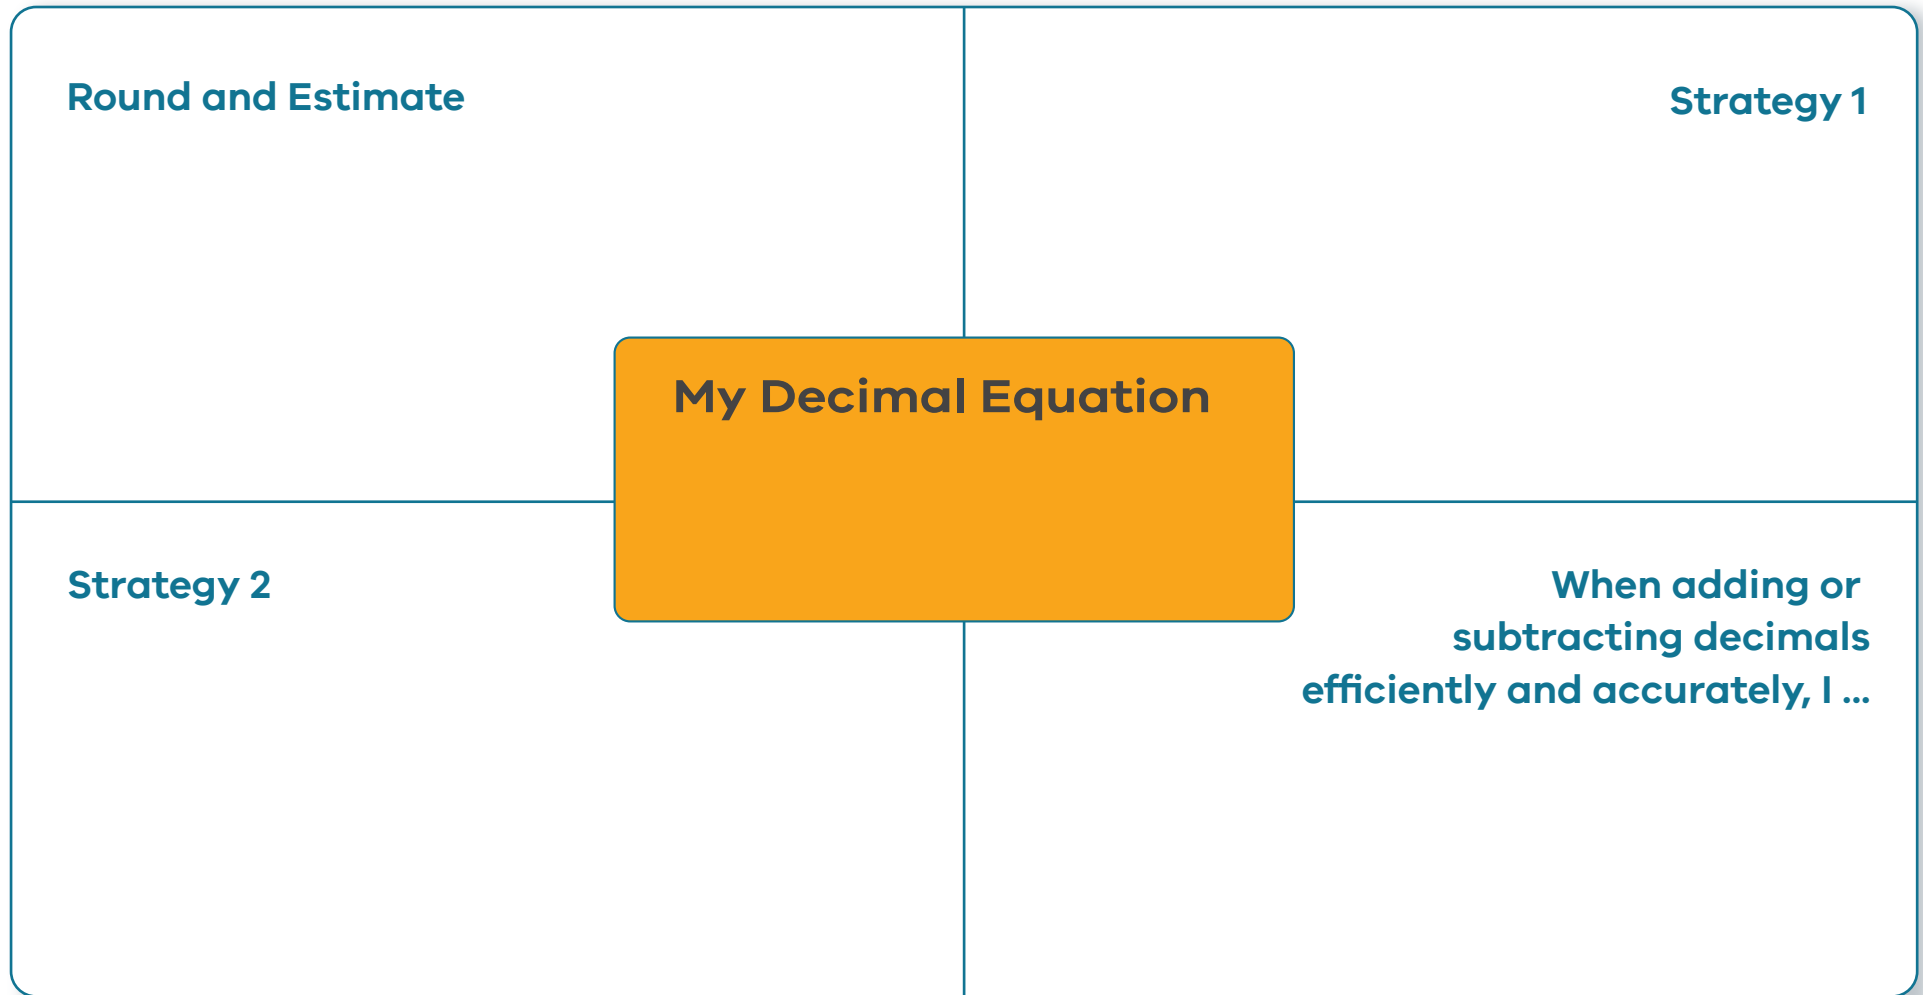 Round and Estimate
Strategy 1
My Decimal Equation
Strategy 2
When adding or
subtracting decimals
efficiently and accurately, I ...